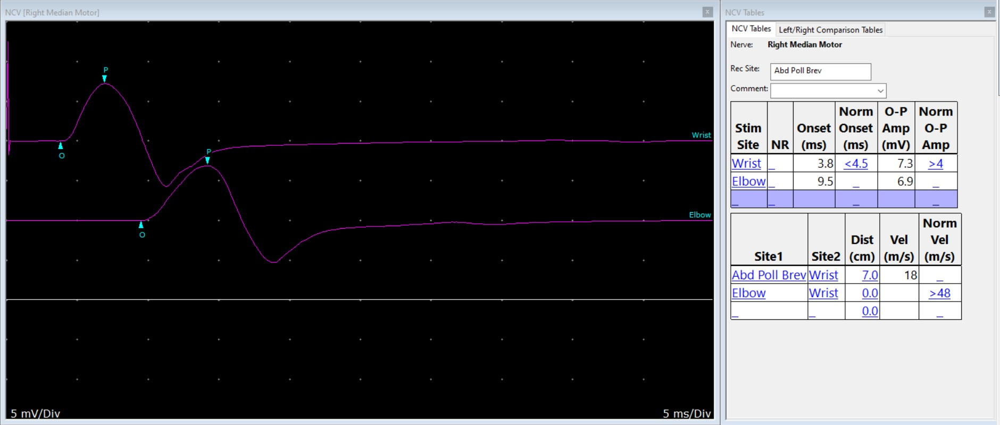 NCV [Right Median Motor]
x
P
O
Wrist
P
O
Elbow
5 mV/Div
5 ms/Div
NCV Tables
x
NCV Tables
Left/Right Comparison Tables
Nerve: Right Median Motor
Rec Site: Abd Poll Brev
Comment:
Stim Site NR Onset (ms) Norm Onset (ms) O-P Amp (mV) Norm O-P Amp
Wrist _ 3.8 <4.5 7.3 >4
Elbow _ 9.5 _ 6.9 _
_ _ _ _
Site1 Site2 Dist (cm) Vel (m/s) Norm Vel (m/s)
Abd Poll Brev Wrist 7.0 18 _
Elbow Wrist 0.0 >48
_ _ 0.0 _